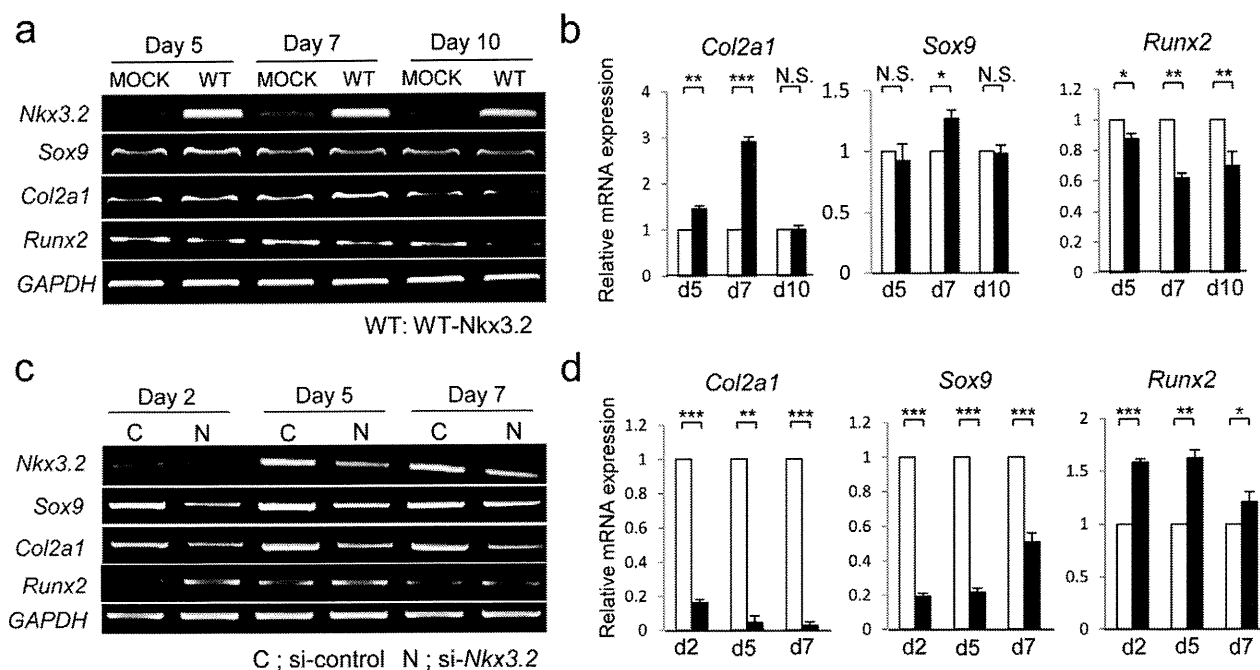 a
Day 5 Day 7 Day 10
MOCK WT MOCK WT MOCK WT
Nkx3.2
Sox9
Col2a1
Runx2
GAPDH
WT: WT-Nkx3.2
b
Col2a1 Sox9 Runx2
Relative mRNA expression
** *** N.S.
4
3
2
1
0
d5 d7 d10
N.S. * N.S.
1.5
1
0.5
0
d5 d7 d10
* ** **
1.2
1
0.8
0.6
0.4
0.2
0
d5 d7 d10
c
Day 2 Day 5 Day 7
C N C N C N
Nkx3.2
Sox9
Col2a1
Runx2
GAPDH
C ; si-control N ; si-Nkx3.2
d
Col2a1 Sox9 Runx2
Relative mRNA expression
*** ** ***
1
0.8
0.6
0.4
0.2
0
d2 d5 d7
*** *** ***
1
0.8
0.6
0.4
0.2
0
d2 d5 d7
*** ** *
2
1.5
1
0.5
0
d2 d5 d7